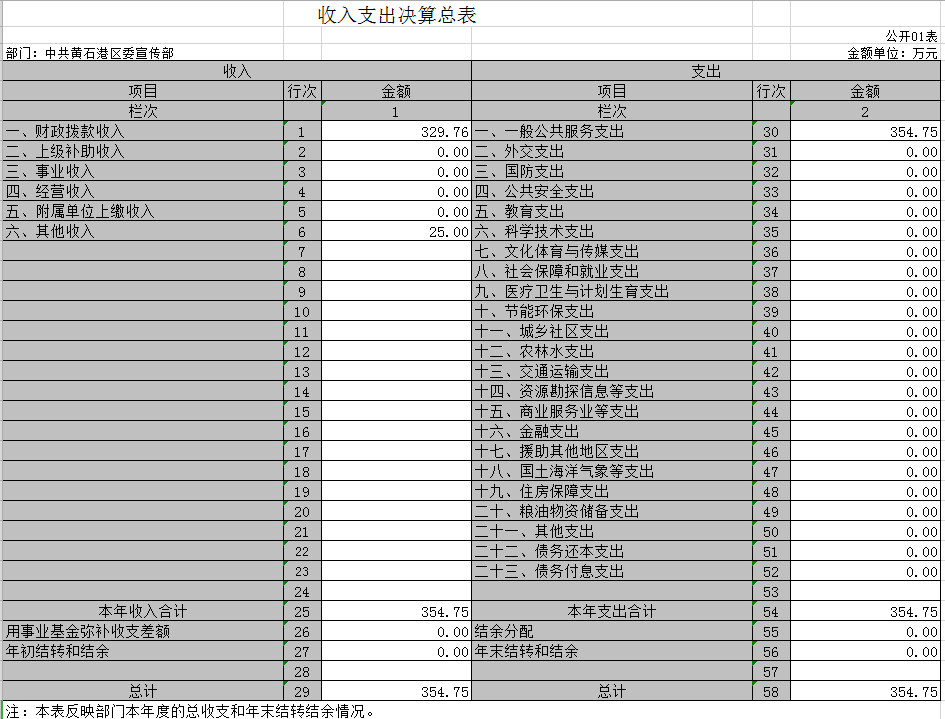 收入支出决算总表
公开01表
部门：中共黄石港区委宣传部 金额单位：万元
收入 支出
项目 行次 金额 项目 行次 金额
栏次 1 栏次 2
一、财政拨款收入 1 329.76 一、一般公共服务支出 30 354.75
二、上级补助收入 2 0.00 二、外交支出 31 0.00
三、事业收入 3 0.00 三、国防支出 32 0.00
四、经营收入 4 0.00 四、公共安全支出 33 0.00
五、附属单位上缴收入 5 0.00 五、教育支出 34 0.00
六、其他收入 6 25.00 六、科学技术支出 35 0.00
7 七、文化体育与传媒支出 36 0.00
8 八、社会保障和就业支出 37 0.00
9 九、医疗卫生与计划生育支出 38 0.00
10 十、节能环保支出 39 0.00
11 十一、城乡社区支出 40 0.00
12 十二、农林水支出 41 0.00
13 十三、交通运输支出 42 0.00
14 十四、资源勘探信息等支出 43 0.00
15 十五、商业服务业等支出 44 0.00
16 十六、金融支出 45 0.00
17 十七、援助其他地区支出 46 0.00
18 十八、国土海洋气象等支出 47 0.00
19 十九、住房保障支出 48 0.00
20 二十、粮油物资储备支出 49 0.00
21 二十一、其他支出 50 0.00
22 二十二、债务还本支出 51 0.00
23 二十三、债务付息支出 52 0.00
24 53
本年收入合计 25 354.75 本年支出合计 54 354.75
用事业基金弥补收支差额 26 0.00 结余分配 55 0.00
年初结转和结余 27 0.00 年末结转和结余 56 0.00
28 57
总计 29 354.75 总计 58 354.75
注：本表反映部门本年度的总收支和年末结转结余情况。